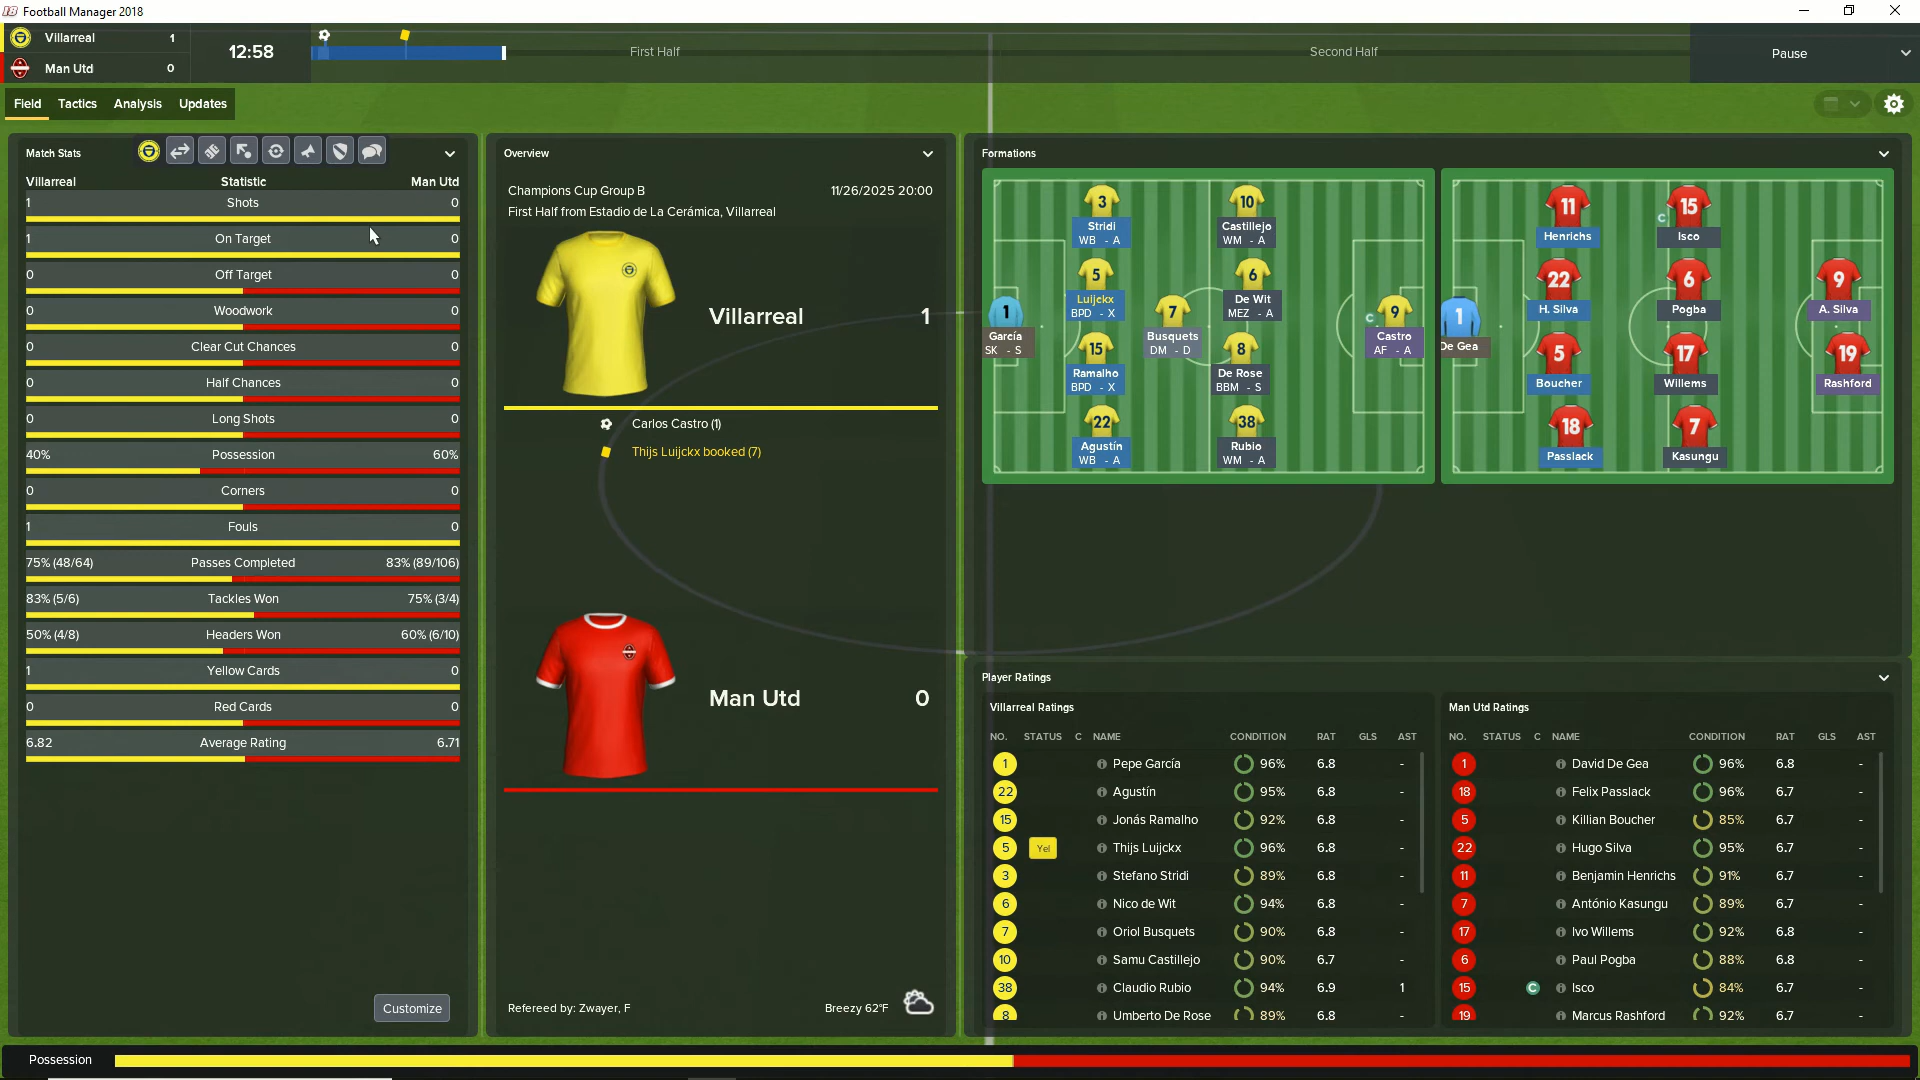 18 Football Manager 2018
Villarreal 1
Man Utd 0
12:58
First Half
Second Half
Pause
Field Tactics Analysis Updates
Match Stats
Villarreal Statistic Man Utd
1 Shots 0
1 On Target 0
0 Off Target 0
0 Woodwork 0
0 Clear Cut Chances 0
0 Half Chances 0
0 Long Shots 0
40% Possession 60%
0 Corners 0
1 Fouls 0
75% (48/64) Passes Completed 83% (89/106)
83% (5/6) Tackles Won 75% (3/4)
50% (4/8) Headers Won 60% (6/10)
1 Yellow Cards 0
0 Red Cards 0
6.82 Average Rating 6.71
Customize
Overview
Champions Cup Group B 11/26/2025 20:00
First Half from Estadio de La Cerámica, Villarreal
Villarreal 1
Carlos Castro (1)
Thijs Luijckx booked (7)
Man Utd 0
Refereed by: Zwayer, F Breezy 62°F
Formations
3
Stridi
WB - A
10
Castillejo
WM - A
5
Luijckx
BPD - X
6
De Wit
MEZ - A
1
García
SK - S
7
Busquets
DM - D
C 9
Castro
AF - A
15
Ramalho
BPD - X
8
De Rose
BBM - S
22
Agustín
WB - A
38
Rubio
WM - A
11
Henrichs
C 15
Isco
22
H. Silva
6
Pogba
9
A. Silva
1
De Gea
5
Boucher
17
Willems
19
Rashford
18
Passlack
7
Kasungu
Player Ratings
Villarreal Ratings
NO. STATUS C NAME CONDITION RAT GLS AST
1 Pepe García 96% 6.8 -
22 Agustín 95% 6.8 -
15 Jonás Ramalho 92% 6.8 -
5 Yel Thijs Luijckx 96% 6.8 -
3 Stefano Stridi 89% 6.8 -
6 Nico de Wit 94% 6.8 -
7 Oriol Busquets 90% 6.8 -
10 Samu Castillejo 90% 6.7 -
38 Claudio Rubio 94% 6.9 1
8 Umberto De Rose 89% 6.8 -
Man Utd Ratings
NO. STATUS C NAME CONDITION RAT GLS AST
1 David De Gea 96% 6.8 -
18 Felix Passlack 96% 6.7 -
5 Killian Boucher 85% 6.7 -
22 Hugo Silva 95% 6.7 -
11 Benjamin Henrichs 91% 6.7 -
7 António Kasungu 89% 6.7 -
17 Ivo Willems 92% 6.8 -
6 Paul Pogba 88% 6.8 -
15 C Isco 84% 6.7 -
19 Marcus Rashford 92% 6.7 -
Possession